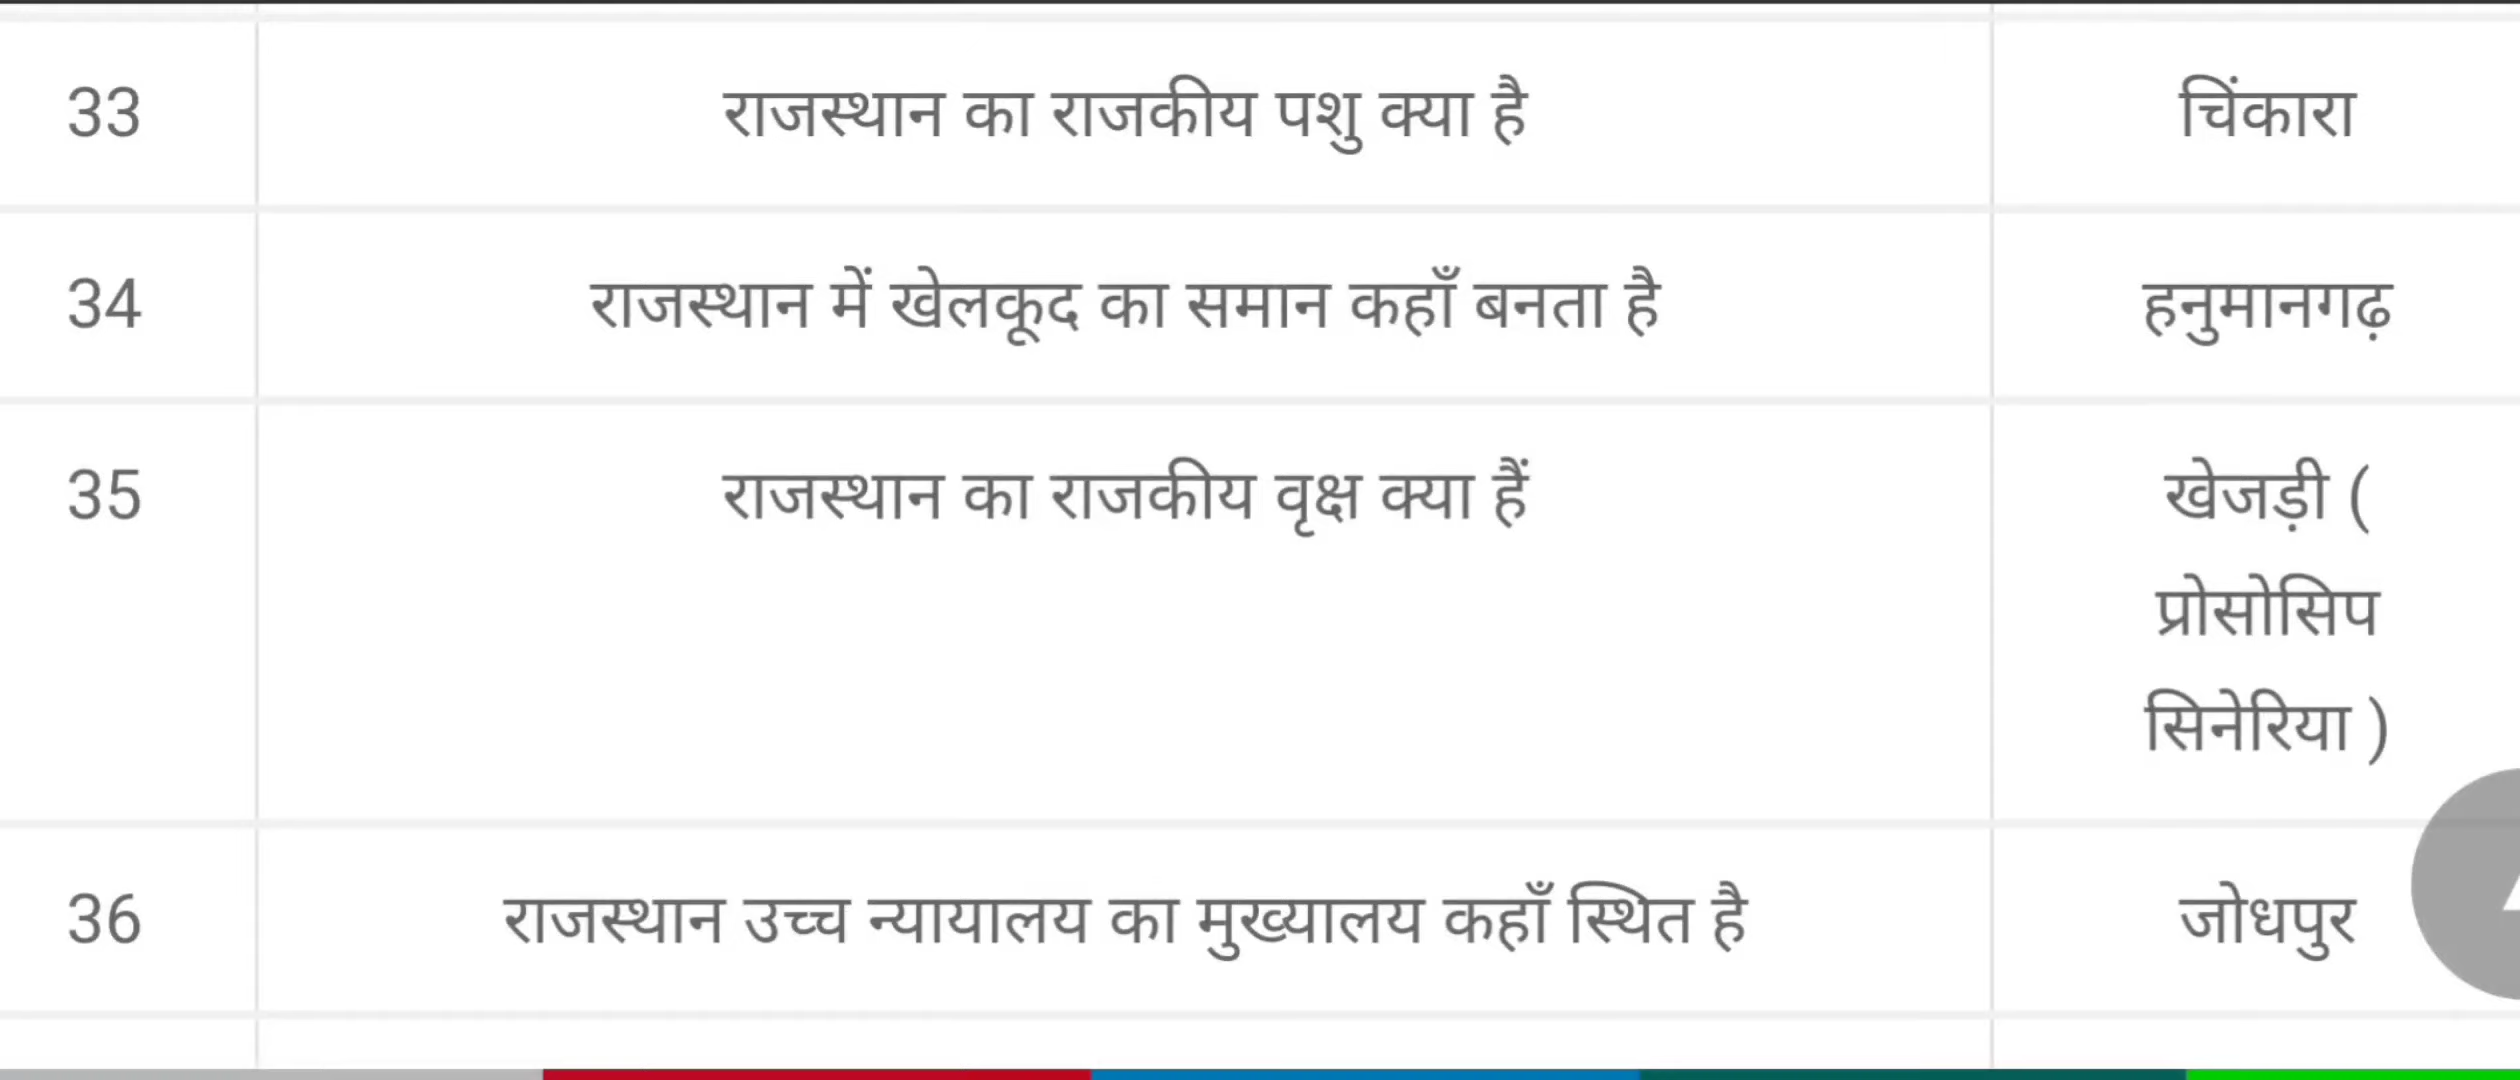 33 राजस्थान का राजकीय पशु क्या है चिंकारा
34 राजस्थान में खेलकूद का समान कहाँ बनता है हनुमानगढ़
35 राजस्थान का राजकीय वृक्ष क्या हैं खेजड़ी (
प्रोसोसिप
सिनेरिया )
36 राजस्थान उच्च न्यायालय का मुख्यालय कहाँ स्थित है जोधपुर